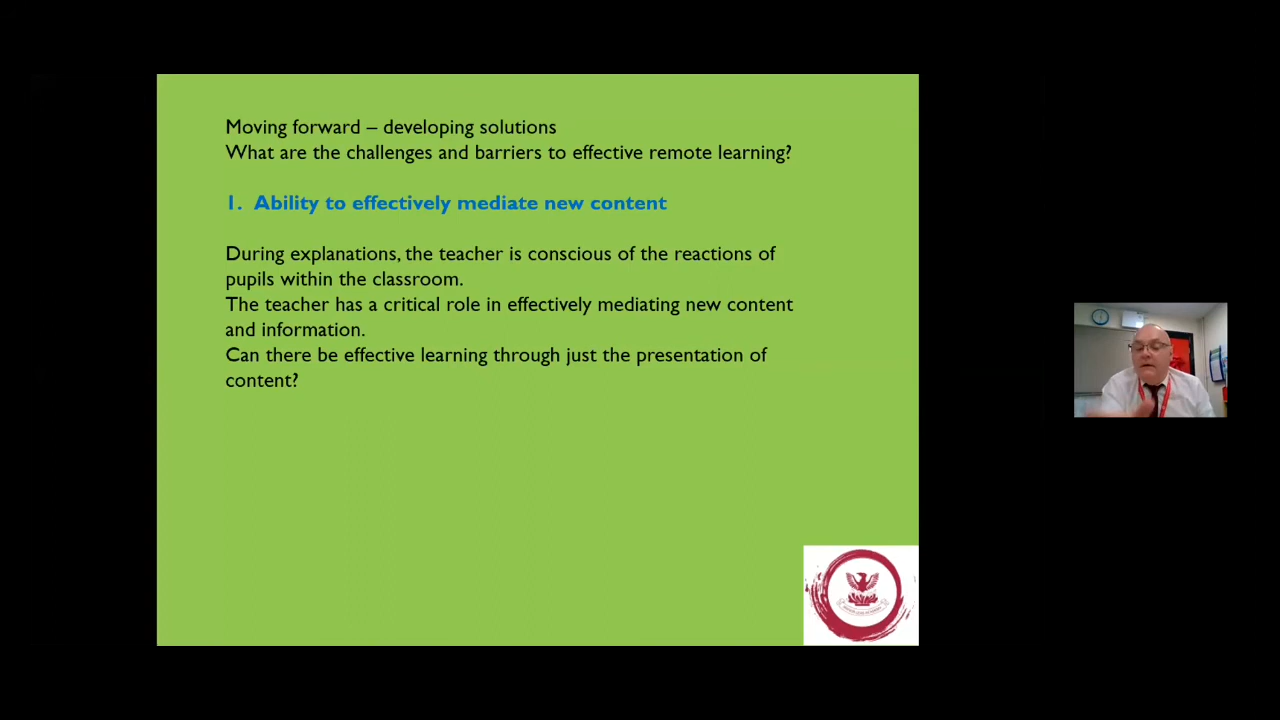 Moving forward – developing solutions
What are the challenges and barriers to effective remote learning?
1. Ability to effectively mediate new content
During explanations, the teacher is conscious of the reactions of
pupils within the classroom.
The teacher has a critical role in effectively mediating new content
and information.
Can there be effective learning through just the presentation of
content?